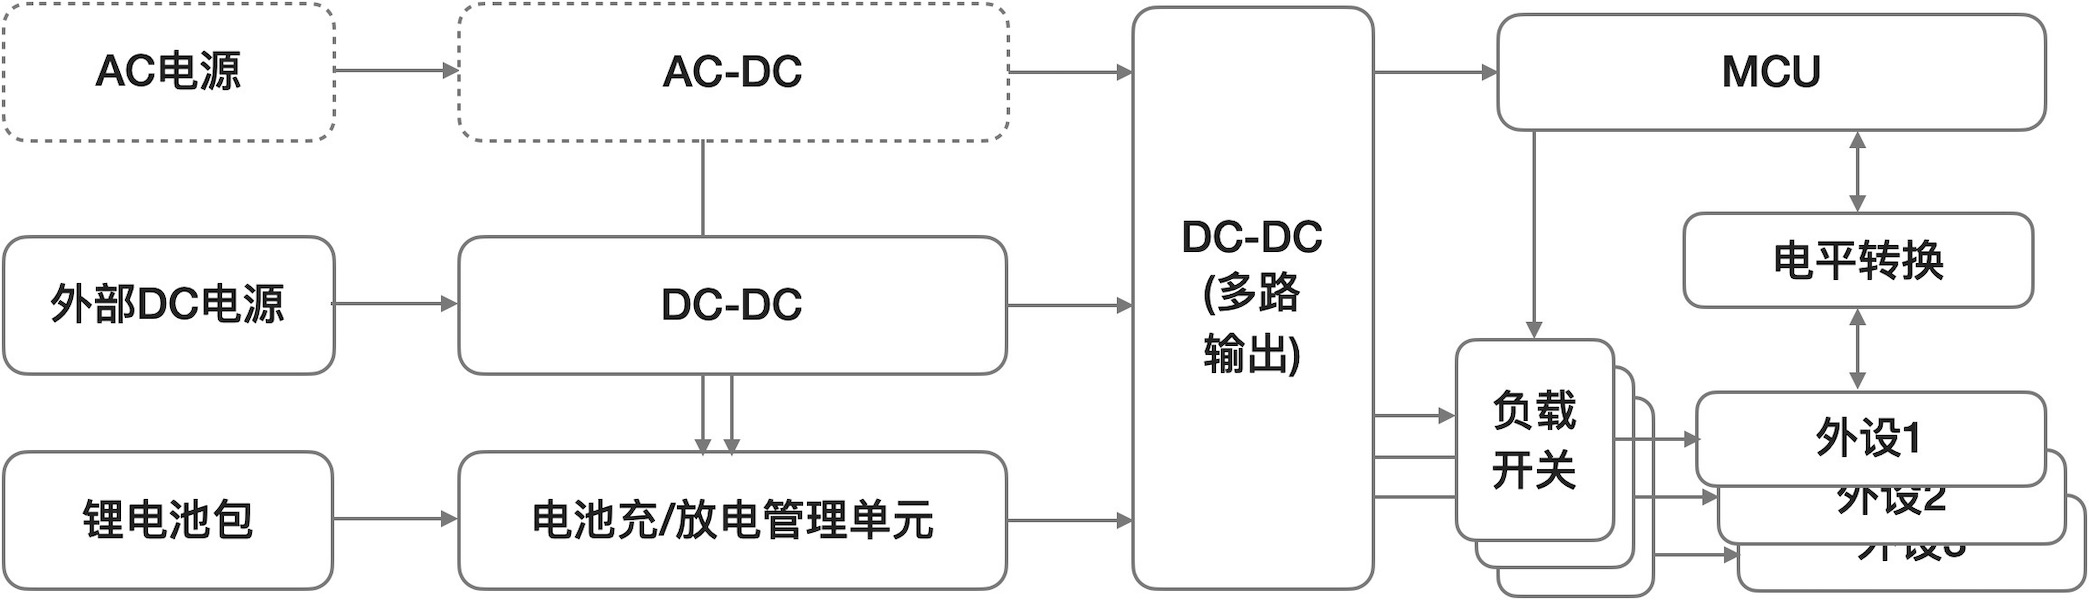 AC电源
AC-DC
MCU
DC-DC
(多路
输出)
电平转换
外部DC电源
DC-DC
负载
开关
外设1
外设2
外设3
锂电池包
电池充/放电管理单元